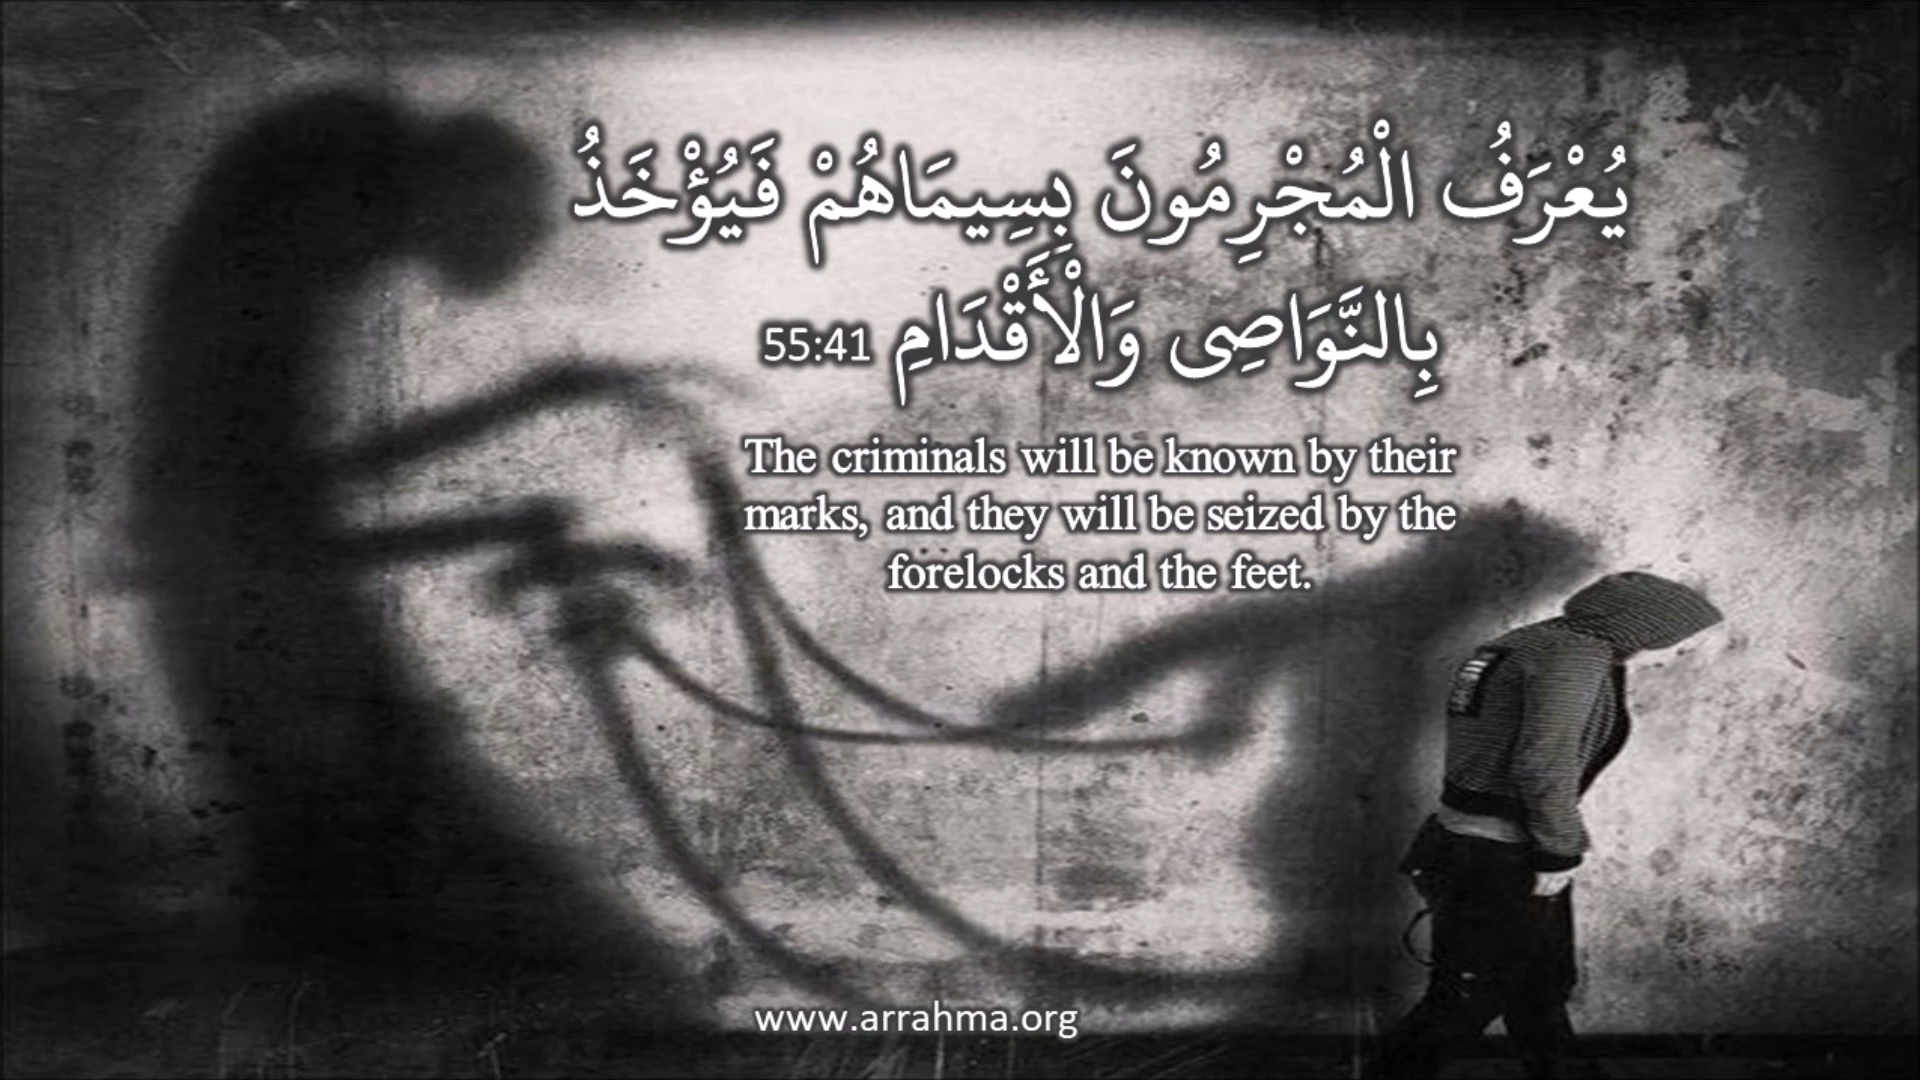 يُعْرَفُ الْمُجْرِمُونَ بِسِيمَاهُمْ فَيُؤْخَذُ
بِالنَّوَاصِى وَالْأَقْدَامِ 55:41
The criminals will be known by their
marks, and they will be seized by the
forelocks and the feet.
www.arrahma.org